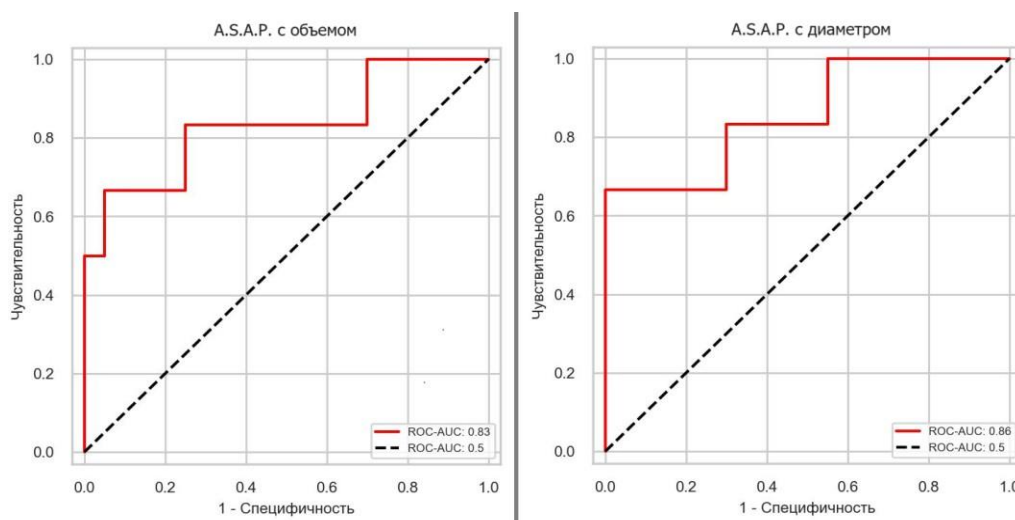 A.S.A.P. с объемом
1.0
0.8
0.6
0.4
0.2
0.0
Чувствительность
ROC-AUC: 0.83
ROC-AUC: 0.5
0.0 0.2 0.4 0.6 0.8 1.0
1 - Специфичность
A.S.A.P. с диаметром
1.0
0.8
0.6
0.4
0.2
0.0
Чувствительность
ROC-AUC: 0.86
ROC-AUC: 0.5
0.0 0.2 0.4 0.6 0.8 1.0
1 - Специфичность